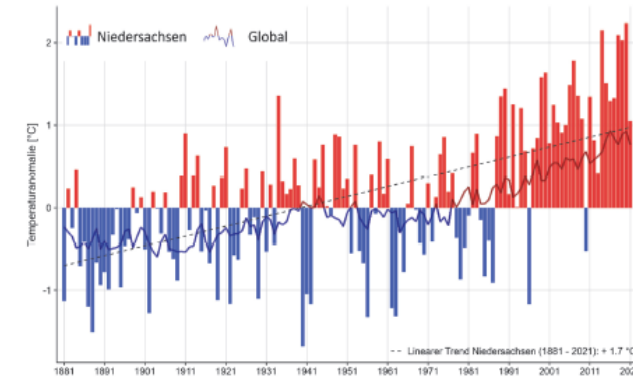 Niedersachsen Global
Temperaturanomalie [°C]
2
1
0
-1
Linearer Trend Niedersachsen (1881 - 2021): + 1.7 °C
1881 1891 1901 1911 1921 1931 1941 1951 1961 1971 1981 1991 2001 2011 202